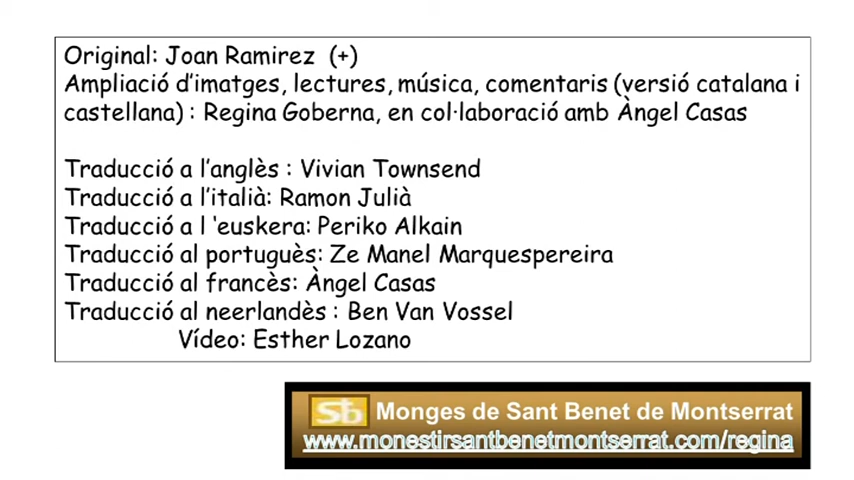 Original: Joan Ramirez (+)
Ampliació d'imatges, lectures, música, comentaris (versió catalana i
castellana) : Regina Goberna, en col·laboració amb Àngel Casas
Traducció a l'anglès : Vivian Townsend
Traducció a l'italià: Ramon Julià
Traducció a l 'euskera: Periko Alkain
Traducció al portuguès: Ze Manel Marquespereira
Traducció al francès: Àngel Casas
Traducció al neerlandès : Ben Van Vossel
Vídeo: Esther Lozano
Sb Monges de Sant Benet de Montserrat
www.monestirsantbenetmontserrat.com/regina